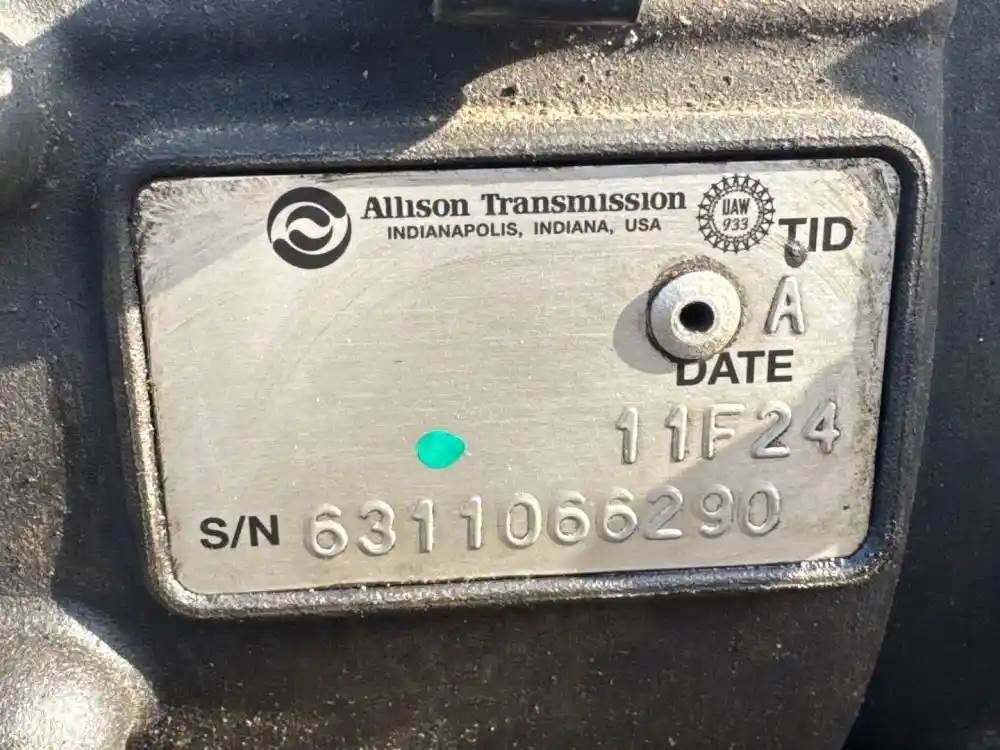 Allison Transmission
INDIANAPOLIS, INDIANA, USA
UAW
933
TID
A
DATE
11F24
S/N 6311066290